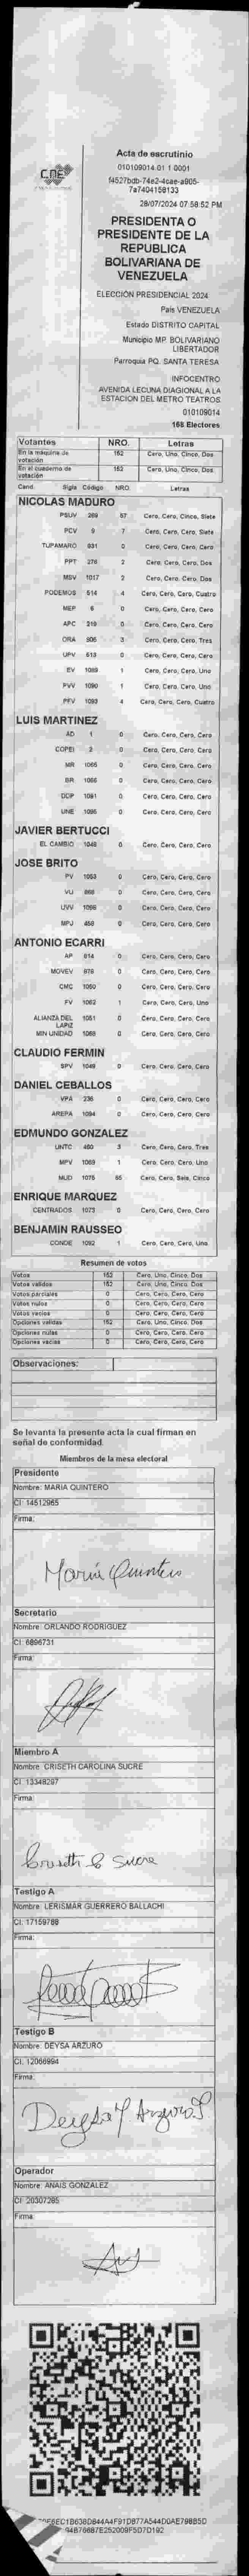 CNE
Acta de escrutinio
010109014 01 1 0001
f4527bdb-74e2-4cae-a905-
7a7404158133
28/07/2024 07:58:52 PM
PRESIDENTA O
PRESIDENTE DE LA
REPUBLICA
BOLIVARIANA DE
VENEZUELA
ELECCIÓN PRESIDENCIAL 2024
Pais VENEZUELA
Estado DISTRITO CAPITAL
Municipio MP. BOLIVARIANO
LIBERTADOR
Parroquia PQ. SANTA TERESA
INFOCENTRO
AVENIDA LECUNA DIAGONAL A LA
ESTACION DEL METRO TEATROS
010109014
168 Electores
Votantes NRO. Letras
En la máquina de votación 152 Cero, Uno, Cinco, Dos
En el cuaderno de votación 152 Cero, Uno, Cinco, Dos
Cand. Sigla Código NRO. Letras
NICOLAS MADURO
PSUV 289 57 Cero, Cero, Cinco, Siete
PCV 9 7 Cero, Cero, Cero, Siete
TUPAMARO 931 0 Cero, Cero, Cero, Cero
PPT 276 2 Cero, Cero, Cero, Dos
MSV 1017 2 Cero, Cero, Cero, Dos
PODEMOS 514 4 Cero, Cero, Cero, Cuatro
MEP 6 0 Cero, Cero, Cero, Cero
APC 219 0 Cero, Cero, Cero, Cero
ORA 906 3 Cero, Cero, Cero, Tres
UPV 613 0 Cero, Cero, Cero, Cero
EV 1089 1 Cero, Cero, Cero, Uno
PVV 1090 1 Cero, Cero, Cero, Uno
PFV 1093 4 Cero, Cero, Cero, Cuatro
LUIS MARTINEZ
AD 1 0 Cero, Cero, Cero, Cero
COPEI 2 0 Cero, Cero, Cero, Cero
MR 1065 0 Cero, Cero, Cero, Cero
BR 1066 0 Cero, Cero, Cero, Cero
DDP 1091 0 Cero, Cero, Cero, Cero
UNE 1095 0 Cero, Cero, Cero, Cero
JAVIER BERTUCCI
EL CAMBIO 1048 0 Cero, Cero, Cero, Cero
JOSE BRITO
PV 1053 0 Cero, Cero, Cero, Cero
VU 868 0 Cero, Cero, Cero, Cero
UVV 1096 0 Cero, Cero, Cero, Cero
MPJ 458 0 Cero, Cero, Cero, Cero
ANTONIO ECARRI
AP 814 0 Cero, Cero, Cero, Cero
MOVEV 979 0 Cero, Cero, Cero, Cero
CMC 1050 0 Cero, Cero, Cero, Cero
FV 1062 1 Cero, Cero, Cero, Uno
ALIANZA DEL LAPIZ 1051 0 Cero, Cero, Cero, Cero
MIN UNIDAD 1068 0 Cero, Cero, Cero, Cero
CLAUDIO FERMIN
SPV 1049 0 Cero, Cero, Cero, Cero
DANIEL CEBALLOS
VPA 236 0 Cero, Cero, Cero, Cero
AREPA 1094 0 Cero, Cero, Cero, Cero
EDMUNDO GONZALEZ
UNTC 480 3 Cero, Cero, Cero, Tres
MPV 1069 1 Cero, Cero, Cero, Uno
MUD 1075 65 Cero, Cero, Seis, Cinco
ENRIQUE MARQUEZ
CENTRADOS 1073 0 Cero, Cero, Cero, Cero
BENJAMIN RAUSSEO
CONDE 1092 1 Cero, Cero, Cero, Uno
Resumen de votos
Votos 152 Cero, Uno, Cinco, Dos
Votos validos 152 Cero, Uno, Cinco, Dos
Votos parciales 0 Cero, Cero, Cero, Cero
Votos nulos 0 Cero, Cero, Cero, Cero
Votos vacios 0 Cero, Cero, Cero, Cero
Opciones validas 152 Cero, Uno, Cinco, Dos
Opciones nulas 0 Cero, Cero, Cero, Cero
Opciones vacias 0 Cero, Cero, Cero, Cero
Observaciones:
Se levanta la presente acta la cual firman en
señal de conformidad.
Miembros de la mesa electoral
Presidente
Nombre: MARIA QUINTERO
CI: 14512965
Firma:
Maria Quintero
Secretario
Nombre: ORLANDO RODRIGUEZ
CI: 6896731
Firma:
Miembro A
Nombre: CRISETH CAROLINA SUCRE
CI: 13348297
Firma:
Criseth C Sucre
Testigo A
Nombre: LERISMAR GUERRERO BALLACHI
CI: 17159788
Firma:
Testigo B
Nombre: DEYSA ARZURO
CI: 12066994
Firma:
Operador
Nombre: ANAIS GONZALEZ
CI: 20307265
Firma: